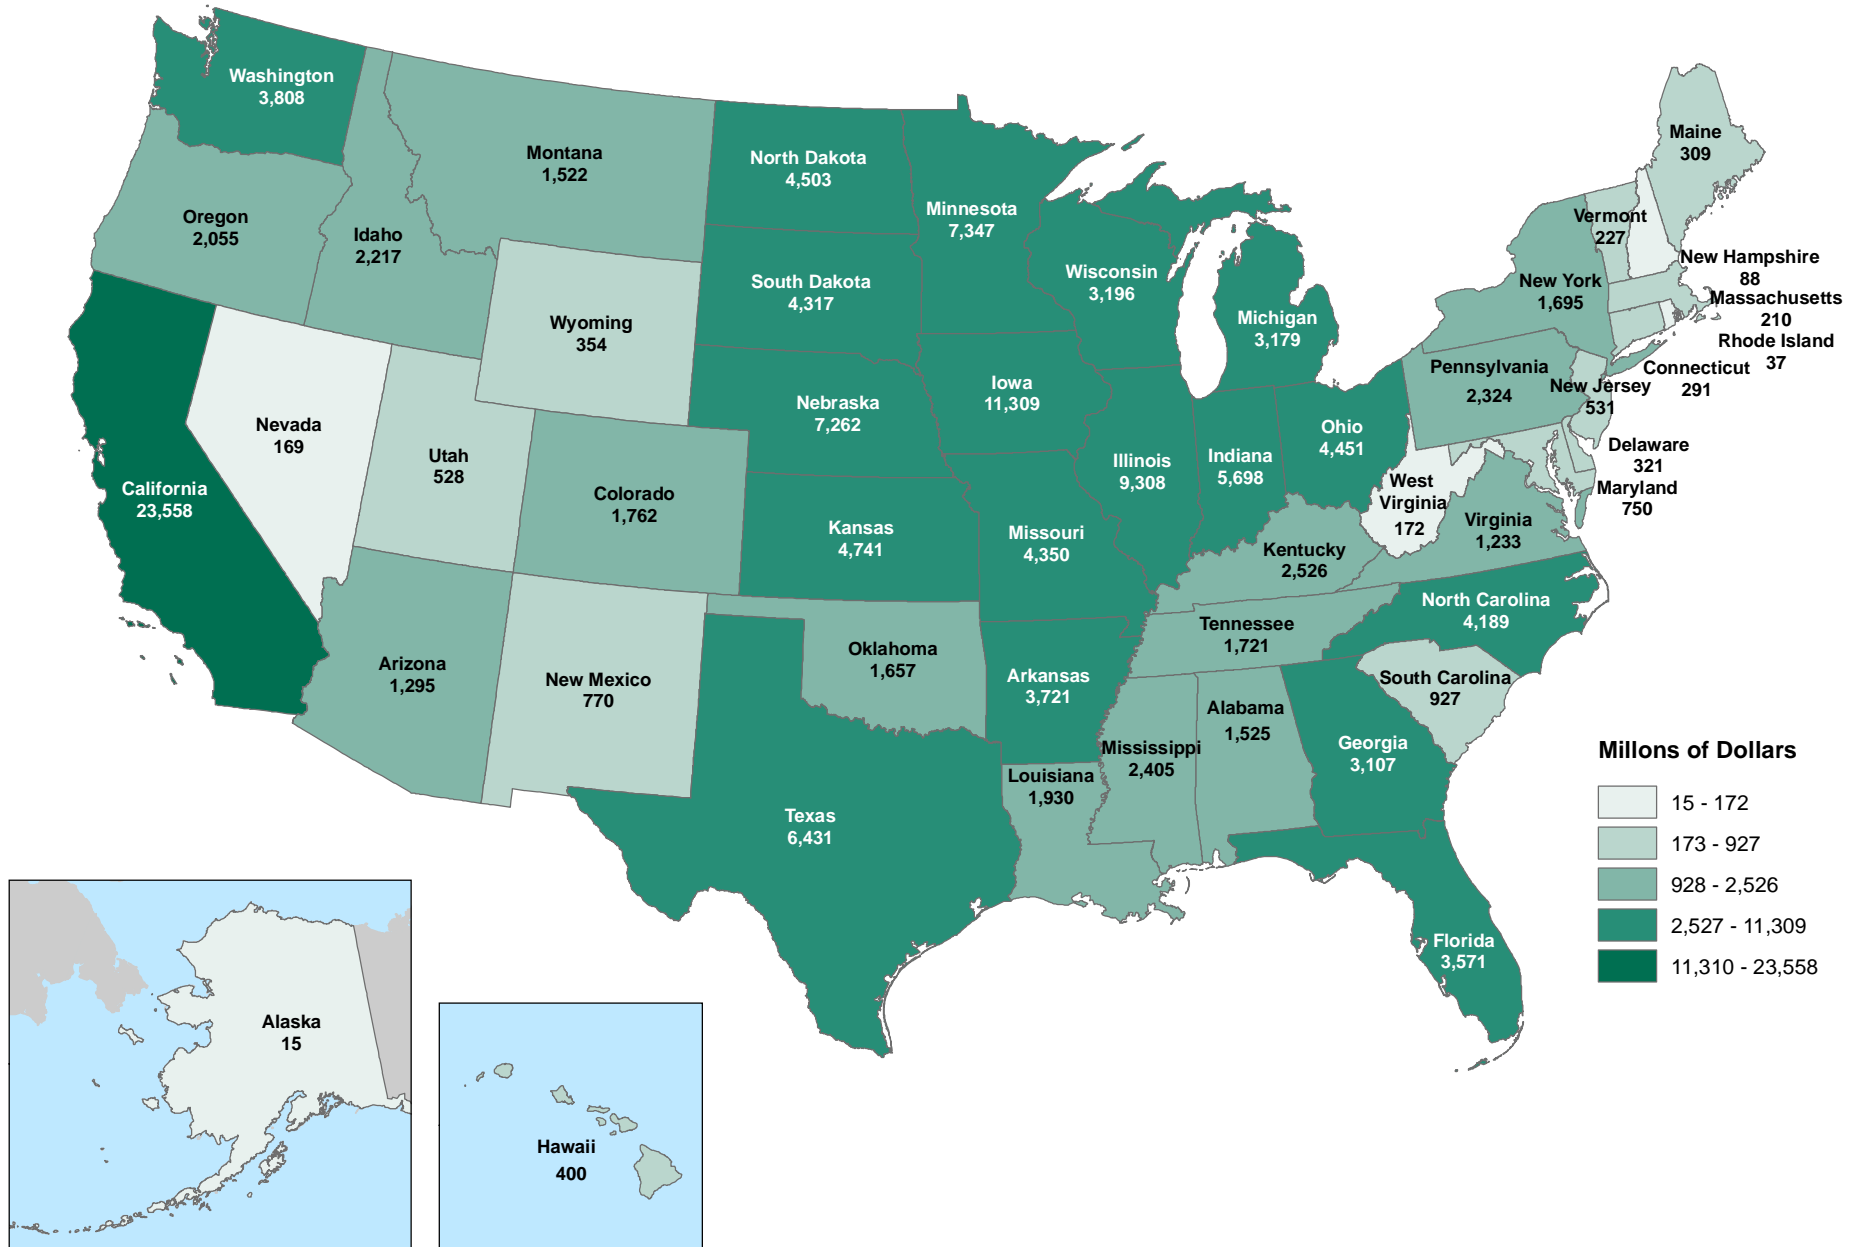 Washington
3,808
Oregon
2,055
Idaho
2,217
Montana
1,522
North Dakota
4,503
Minnesota
7,347
South Dakota
4,317
Wyoming
354
Wisconsin
3,196
Michigan
3,179
Maine
309
Vermont
227
New Hampshire
88
New York
1,695
Massachusetts
210
Rhode Island
37
Connecticut
291
Pennsylvania
2,324
New Jersey
531
Delaware
321
Maryland
750
California
23,558
Nevada
169
Utah
528
Colorado
1,762
Nebraska
7,262
Iowa
11,309
Kansas
4,741
Missouri
4,350
Illinois
9,308
Indiana
5,698
Ohio
4,451
West
Virginia
172
Virginia
1,233
Kentucky
2,526
North Carolina
4,189
Tennessee
1,721
South Carolina
927
Arizona
1,295
New Mexico
770
Oklahoma
1,657
Arkansas
3,721
Texas
6,431
Louisiana
1,930
Mississippi
2,405
Alabama
1,525
Georgia
3,107
Florida
3,571
Millons of Dollars
15 - 172
173 - 927
928 - 2,526
2,527 - 11,309
11,310 - 23,558
Alaska
15
Hawaii
400